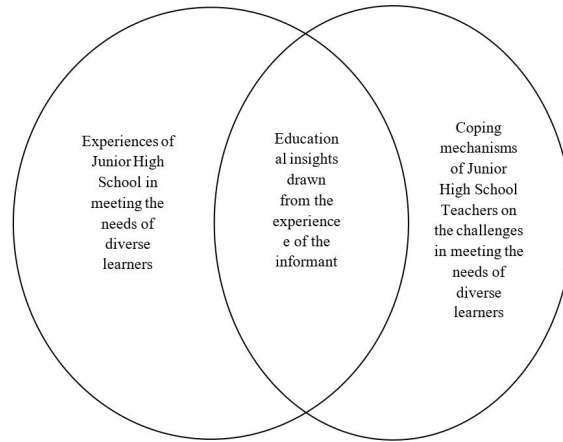 Experiences of
Junior High
School in
meeting the
needs of
diverse
learners
Education
al insights
drawn
from the
experienc
e of the
informant
Coping
mechanisms
of Junior
High School
Teachers on
the challenges
in meeting the
needs of
diverse
learners